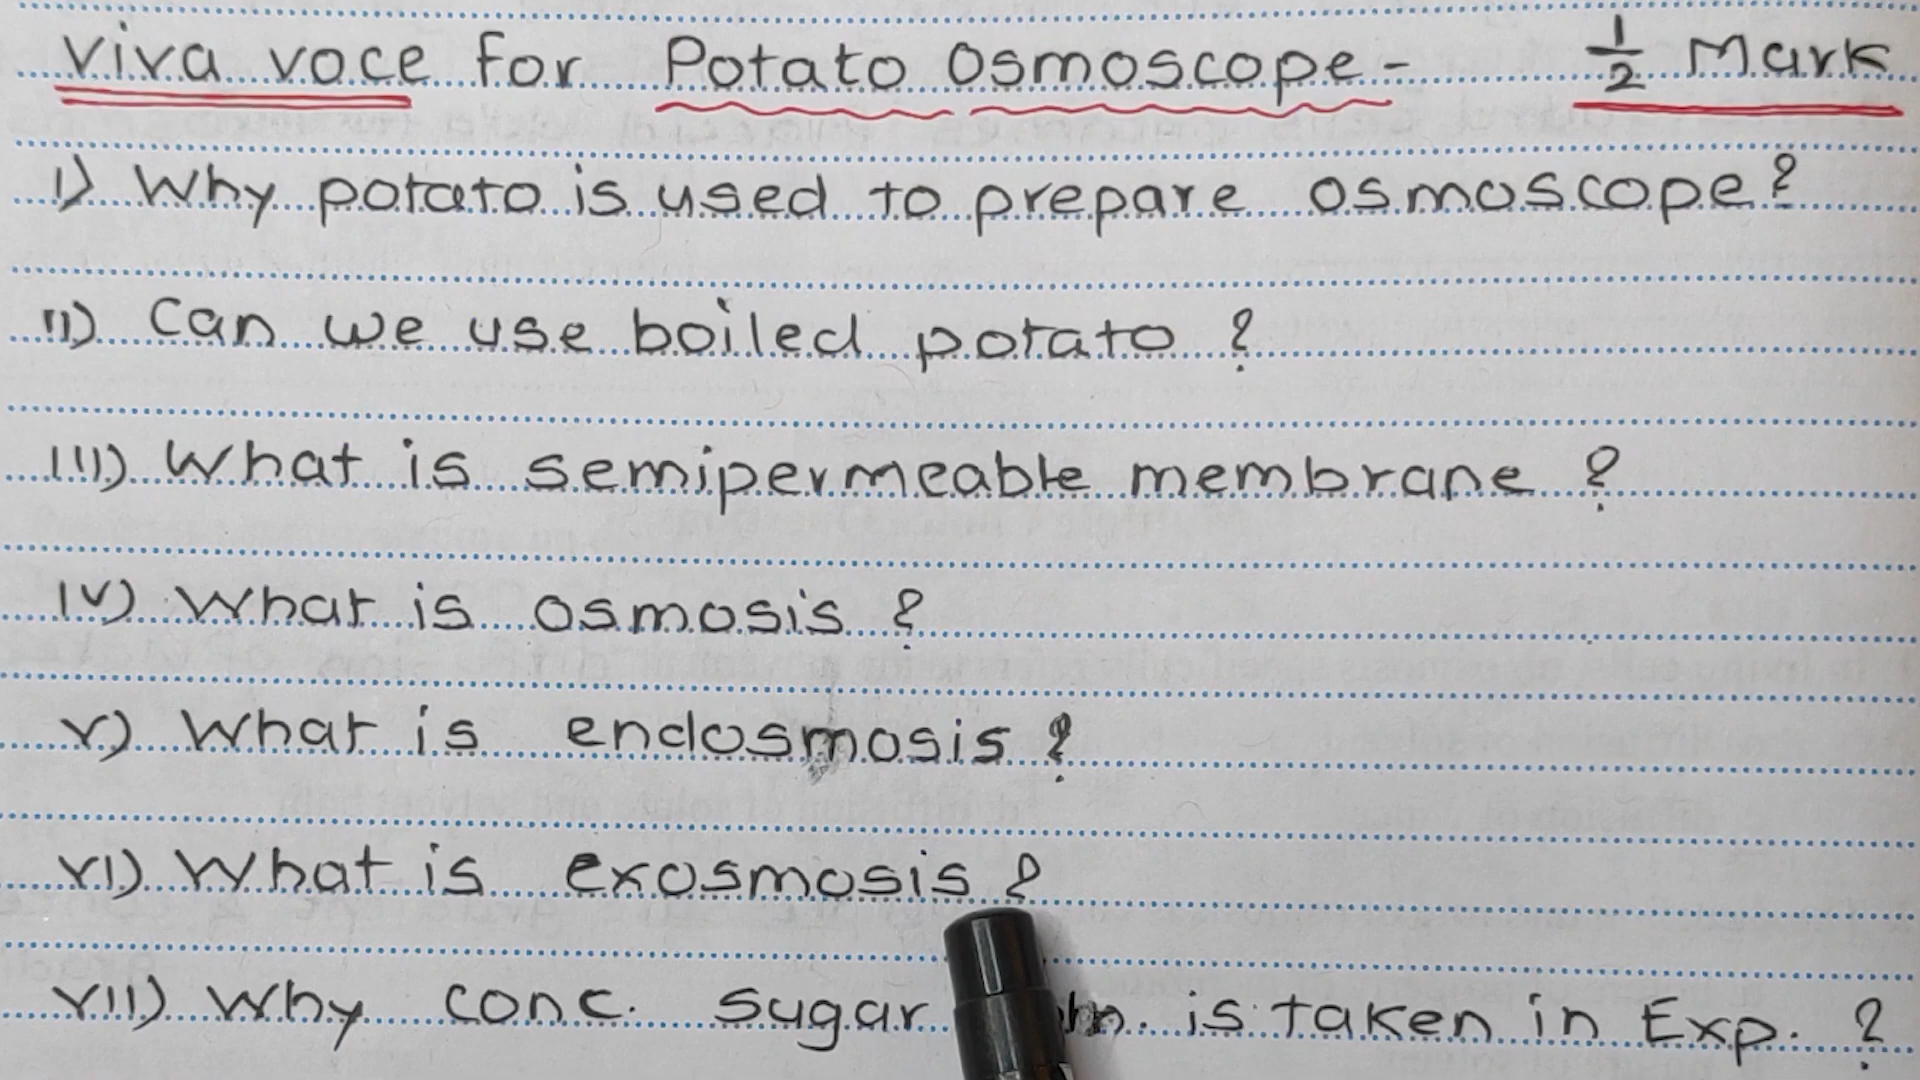 Viva voce for Potato Osmoscope- 1/2 Mark
I) Why potato is used to prepare osmoscope?
II) Can we use boiled potato ?
III) What is semipermeable membrane ?
IV) What is osmosis ?
V) What is endosmosis ?
VI) What is exosmosis ?
VII) Why conc. sugar is taken in Exp. ?